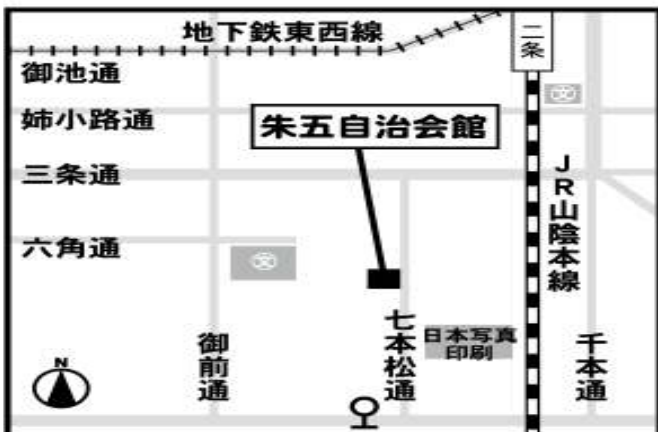 地下鉄東西線
二条
御池通
文
姉小路通
朱五自治会館
三条通
JR山陰本線
六角通
文
七本松通
日本写真
印刷
御前通
千本通
N